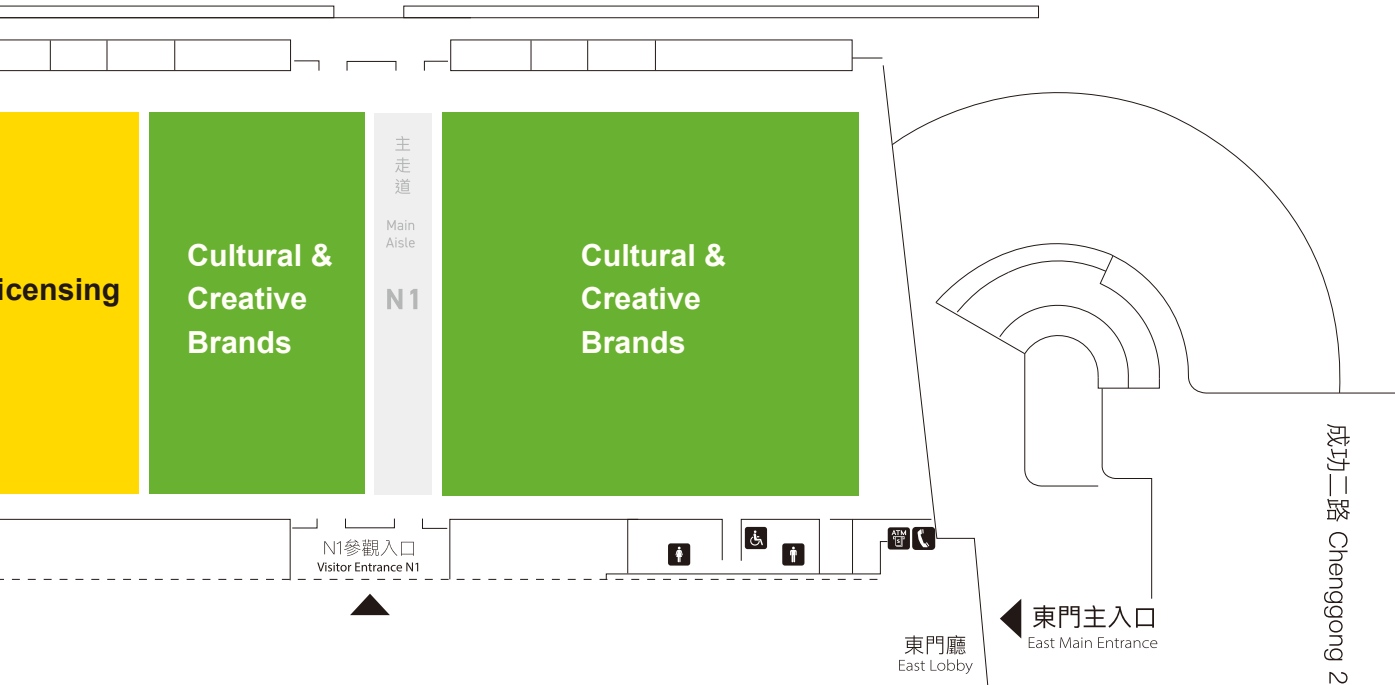 主走道
Main
Aisle
N1
icensing
Cultural &
Creative
Brands
Cultural &
Creative
Brands
N1參觀入口
Visitor Entrance N1
ATM
$
東門主入口
East Main Entrance
東門廳
East Lobby
成功二路 Chenggong 2